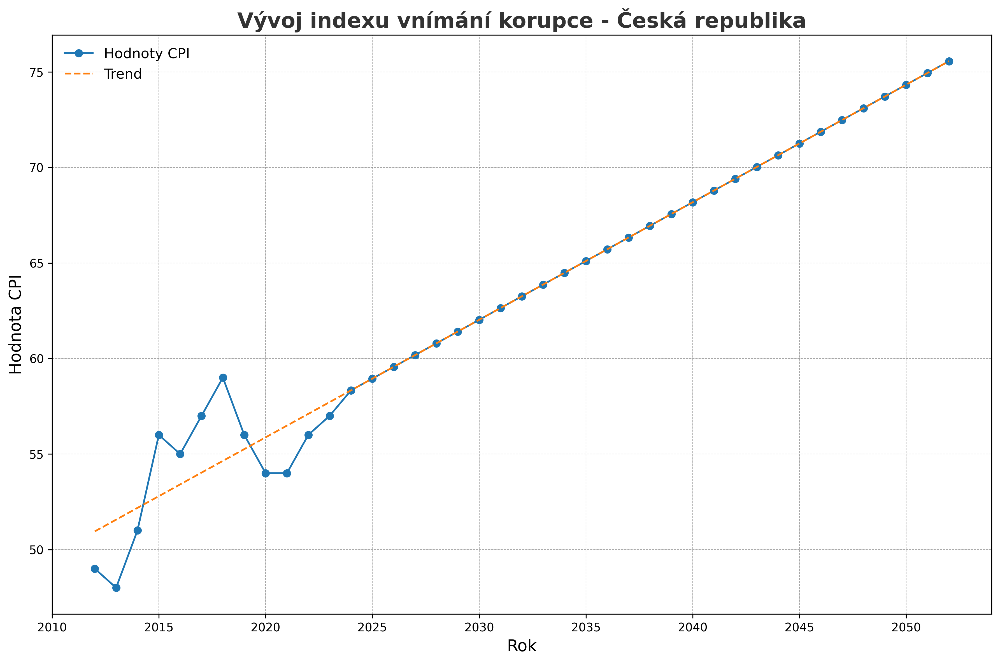 Vývoj indexu vnímání korupce - Česká republika
Hodnoty CPI
Trend
Hodnota CPI
75
70
65
60
55
50
2010 2015 2020 2025 2030 2035 2040 2045 2050
Rok